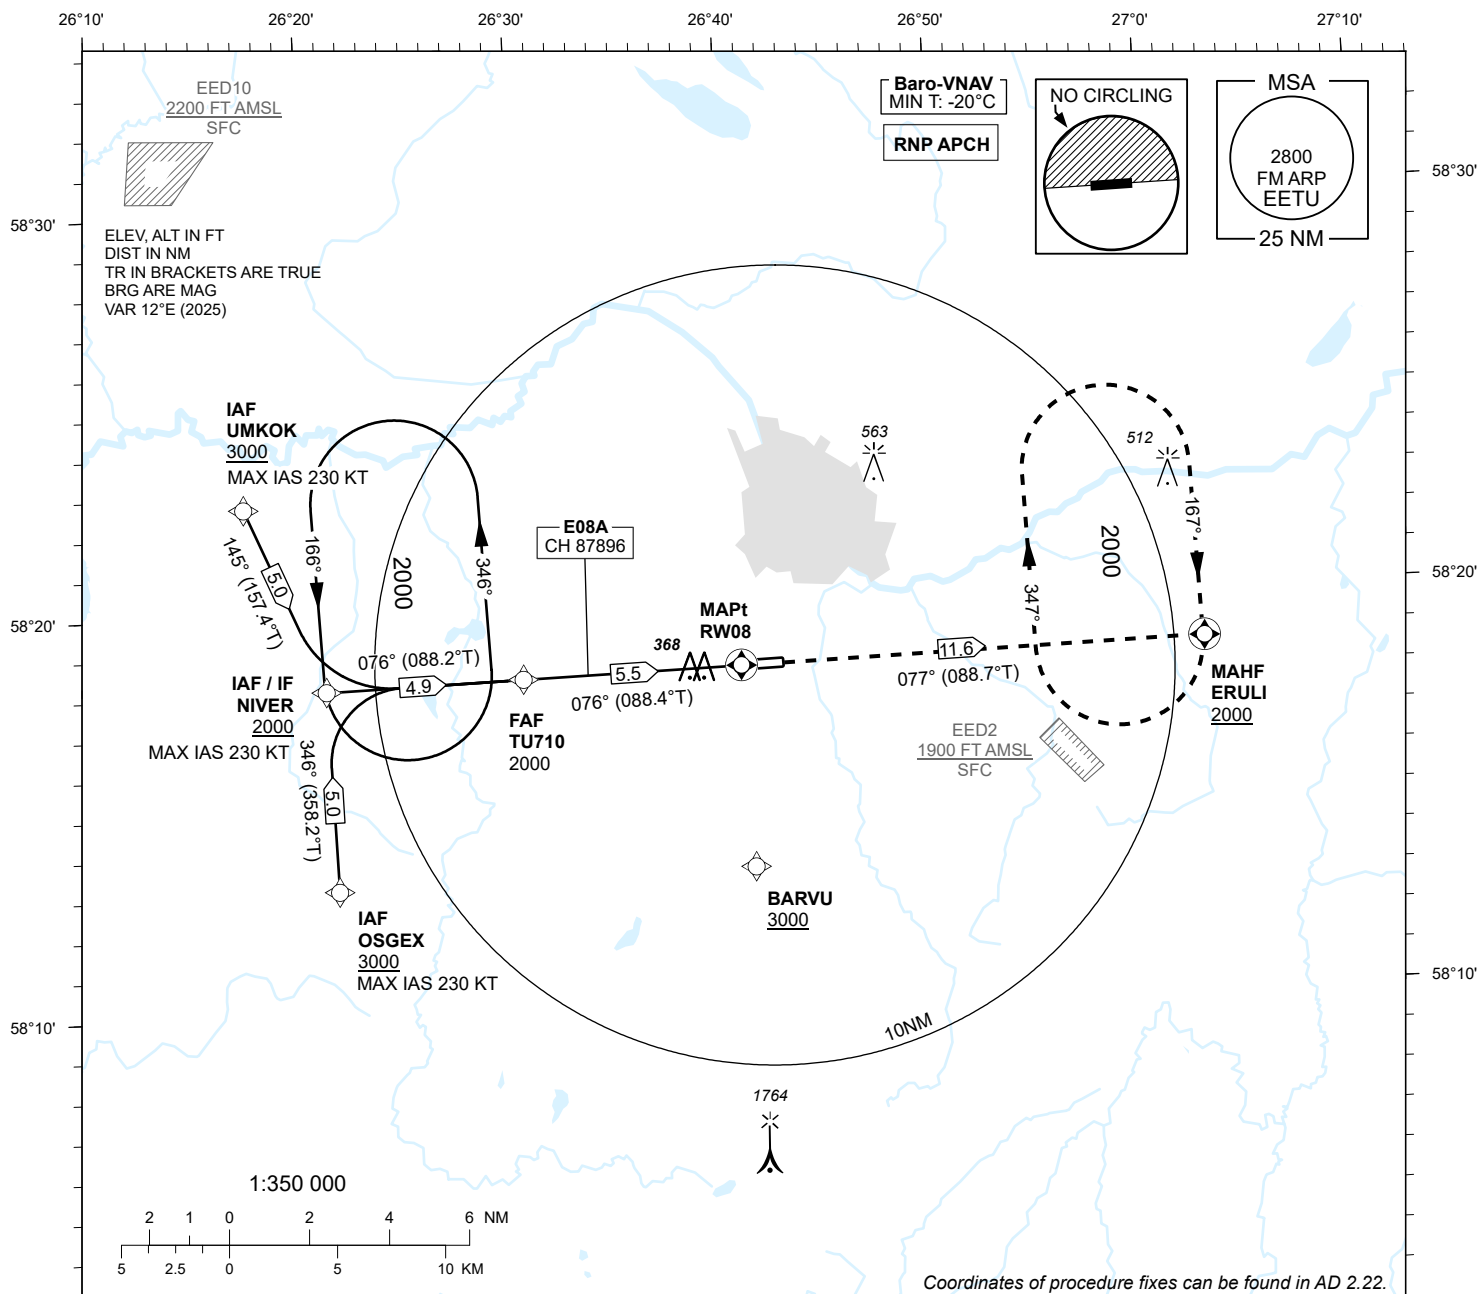 26°10'
26°20'
26°30'
26°40'
26°50'
27°0'
27°10'
EED10
2200 FT AMSL
SFC
Baro-VNAV
MIN T: -20°C
RNP APCH
NO CIRCLING
MSA
2800
FM ARP
EETU
25 NM
58°30'
58°30'
ELEV, ALT IN FT
DIST IN NM
TR IN BRACKETS ARE TRUE
BRG ARE MAG
VAR 12°E (2025)
IAF
UMKOK
3000
MAX IAS 230 KT
563
512
145° (157.4°T)
5.0
166°
346°
2000
E08A
CH 87896
2000
167°
347°
58°20'
58°20'
MAPt
RW08
368
076° (088.2°T)
4.9
5.5
076° (088.4°T)
11.6
077° (088.7°T)
IAF / IF
NIVER
2000
MAX IAS 230 KT
FAF
TU710
2000
MAHF
ERULI
2000
EED2
1900 FT AMSL
SFC
346° (358.2°T)
5.0
BARVU
3000
IAF
OSGEX
3000
MAX IAS 230 KT
58°10'
58°10'
10NM
1764
1:350 000
2 1 0 2 4 6 NM
5 2.5 0 5 10 KM
Coordinates of procedure fixes can be found in AD 2.22.